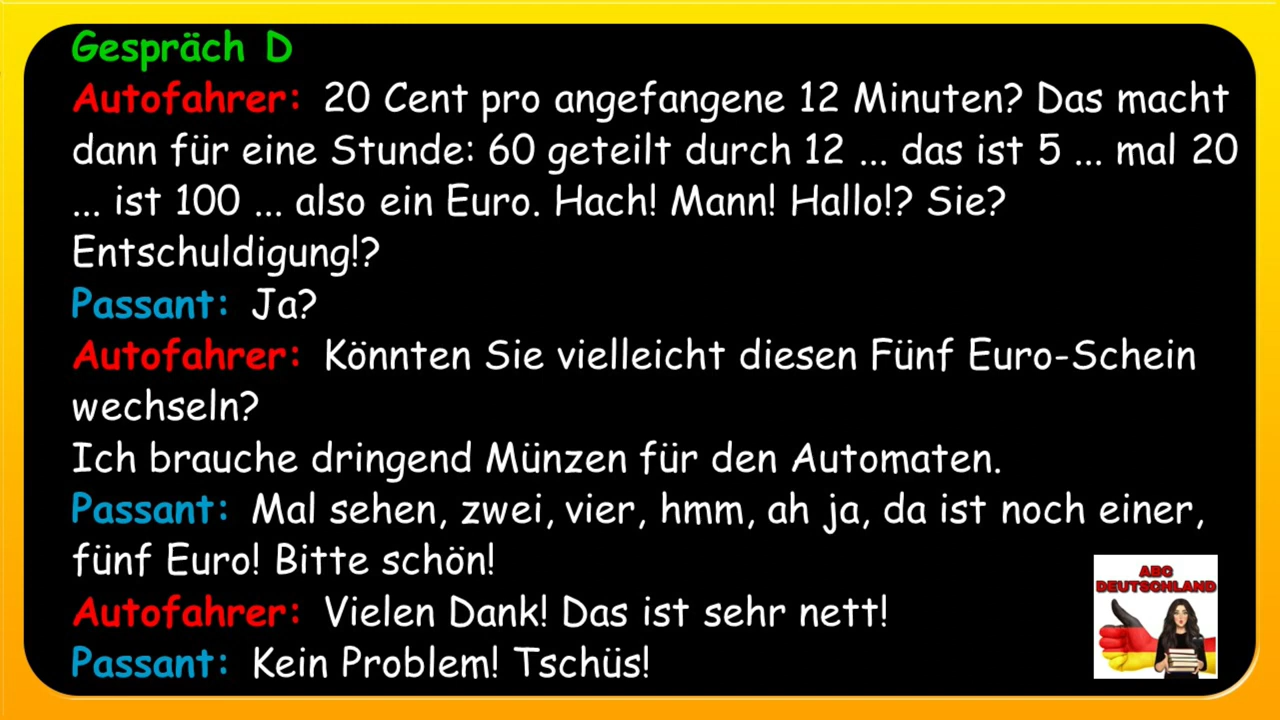 Gespräch D
Autofahrer: 20 Cent pro angefangene 12 Minuten? Das macht
dann für eine Stunde: 60 geteilt durch 12 ... das ist 5 ... mal 20
... ist 100 ... also ein Euro. Hach! Mann! Hallo!? Sie?
Entschuldigung!?
Passant: Ja?
Autofahrer: Könnten Sie vielleicht diesen Fünf Euro-Schein
wechseln?
Ich brauche dringend Münzen für den Automaten.
Passant: Mal sehen, zwei, vier, hmm, ah ja, da ist noch einer,
fünf Euro! Bitte schön!
Autofahrer: Vielen Dank! Das ist sehr nett!
Passant: Kein Problem! Tschüs!
ABC
DEUTSCHLAND